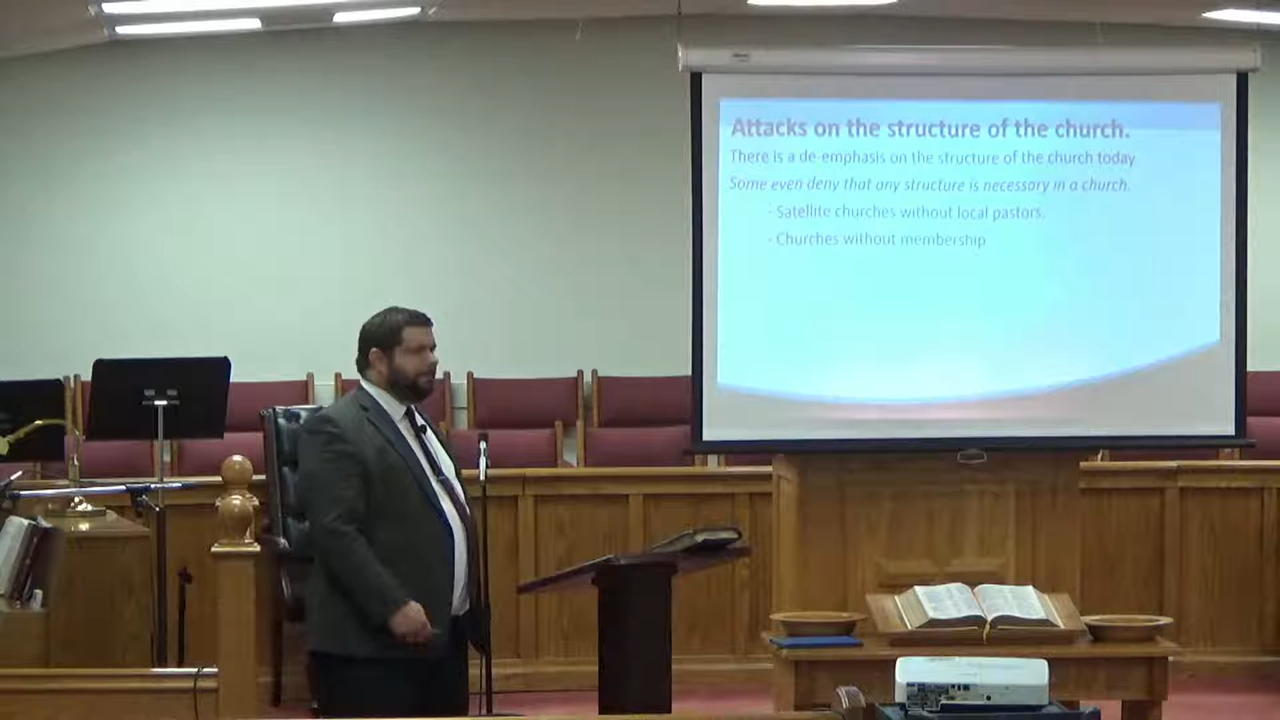 Attacks on the structure of the church.
There is a de-emphasis on the structure of the church today
Some even deny that any structure is necessary in a church.
- Satellite churches without local pastors.
- Churches without membership